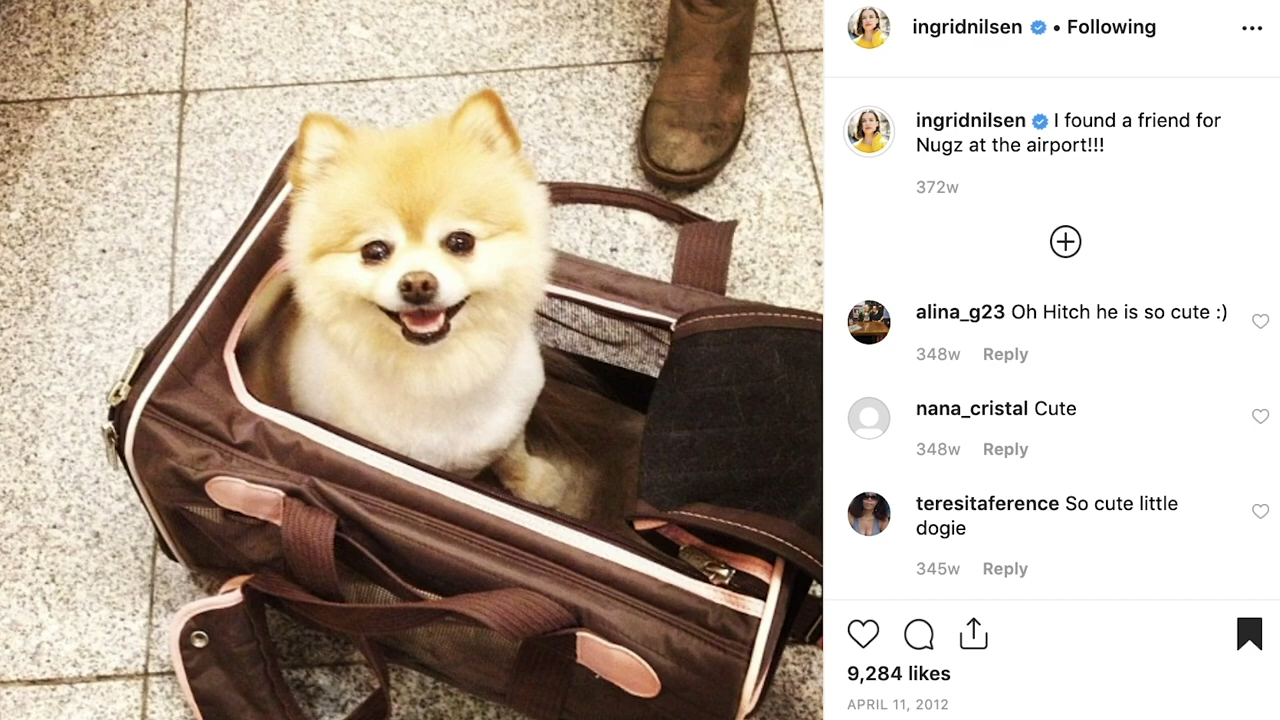 ingridnilsen • Following
ingridnilsen I found a friend for
Nugz at the airport!!!
372w
alina_g23 Oh Hitch he is so cute :)
348w Reply
nana_cristal Cute
348w Reply
teresitaference So cute little
dogie
345w Reply
9,284 likes
APRIL 11, 2012